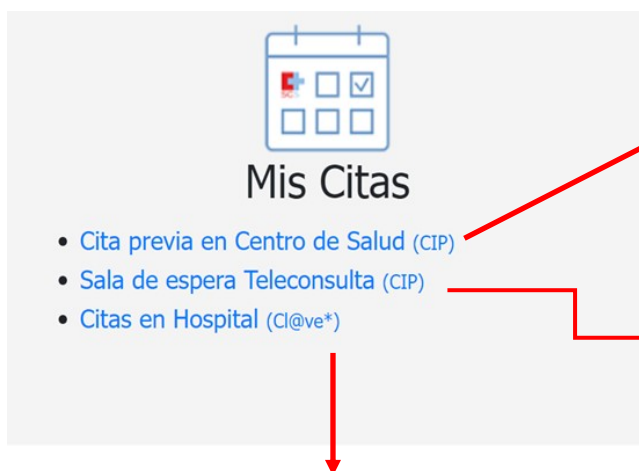 Mis Citas
Cita previa en Centro de Salud (CIP)
Sala de espera Teleconsulta (CIP)
Citas en Hospital (Cl@ve*)